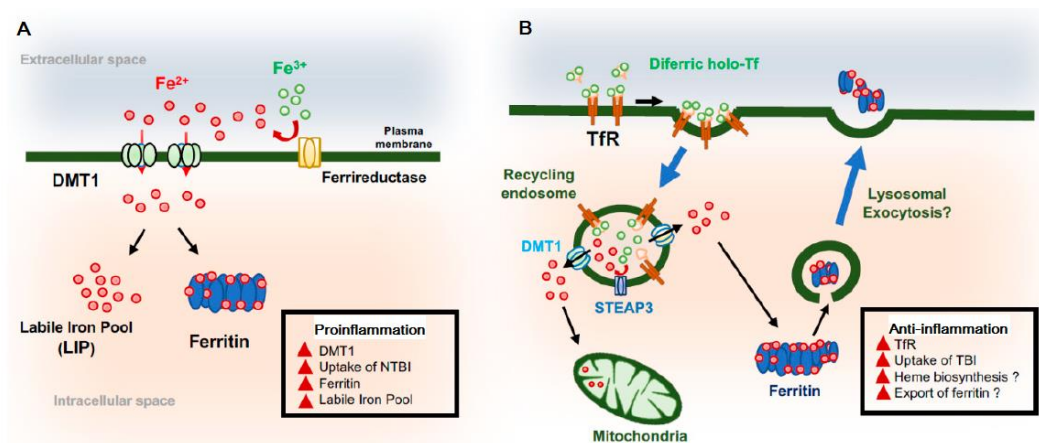 A
Extracellular space
Fe2+
Fe3+
Plasma
membrane
DMT1
Ferrireductase
Labile Iron Pool
(LIP)
Ferritin
Proinflammation
DMT1
Uptake of NTBI
Ferritin
Labile Iron Pool
Intracellular space
B
Diferric holo-Tf
TfR
Recycling
endosome
Lysosomal
Exocytosis?
DMT1
STEAP3
Ferritin
Mitochondria
Anti-inflammation
TfR
Uptake of TBI
Heme biosynthesis ?
Export of ferritin ?